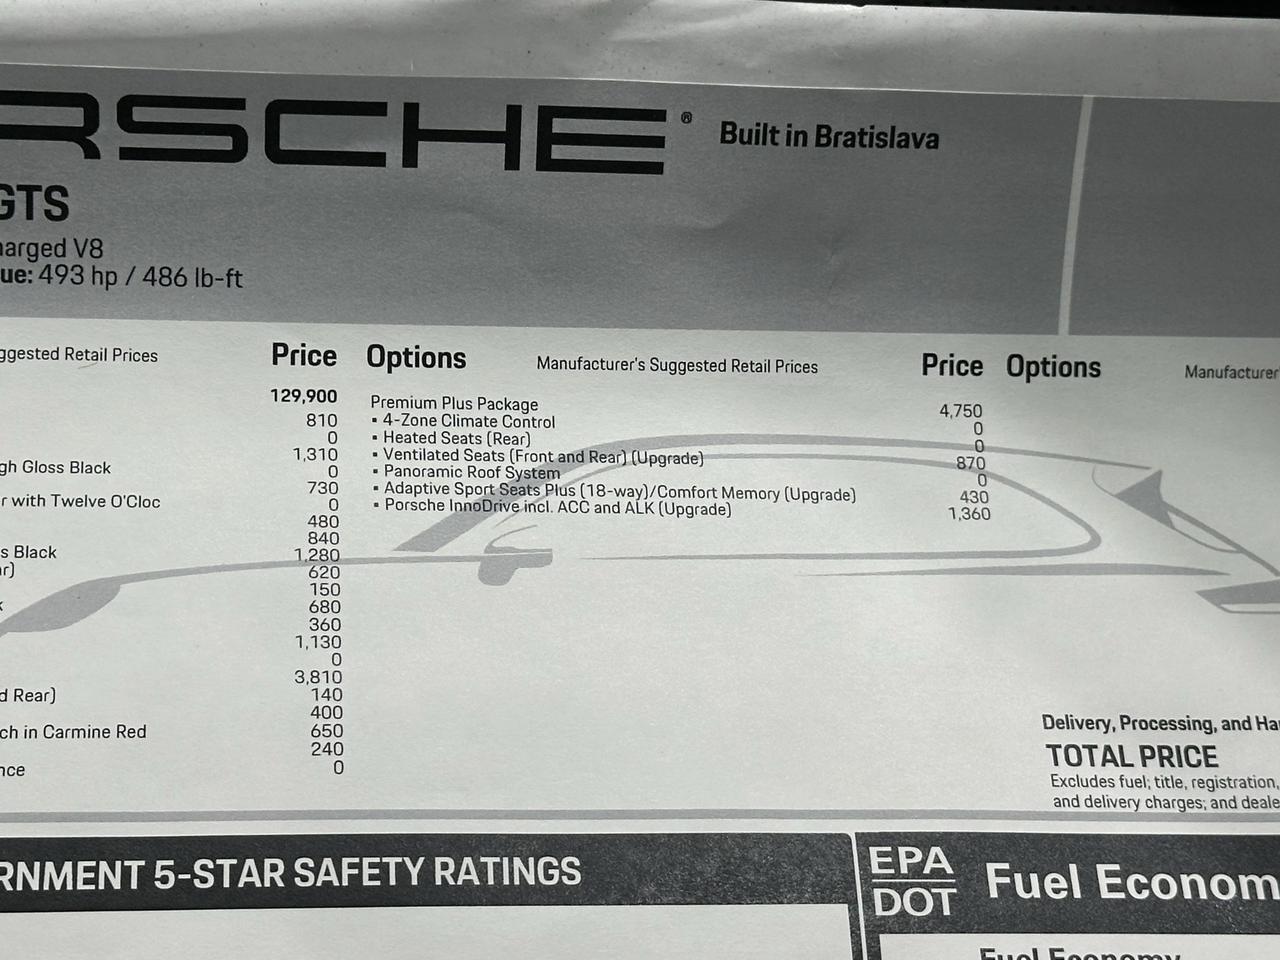 RSCHE® Built in Bratislava
GTS
harged V8
ue: 493 hp / 486 lb-ft
ggested Retail Prices Price
129,900
810
0
1,310
gh Gloss Black 0
730
r with Twelve O'Cloc 0
480
840
s Black 1,280
ar) 620
150
k 680
360
1,130
0
3,810
d Rear) 140
400
ch in Carmine Red 650
240
nce 0
Options Manufacturer's Suggested Retail Prices Price
Premium Plus Package 4,750
▪ 4-Zone Climate Control 0
▪ Heated Seats (Rear) 0
▪ Ventilated Seats (Front and Rear) (Upgrade) 870
▪ Panoramic Roof System 0
▪ Adaptive Sport Seats Plus (18-way)/Comfort Memory (Upgrade) 430
▪ Porsche InnoDrive incl. ACC and ALK (Upgrade) 1,360
Options Manufacturer'
Delivery, Processing, and Ha
TOTAL PRICE
Excludes fuel; title, registration,
and delivery charges; and deale
RNMENT 5-STAR SAFETY RATINGS
EPA
DOT
Fuel Econom
Fuel Economy